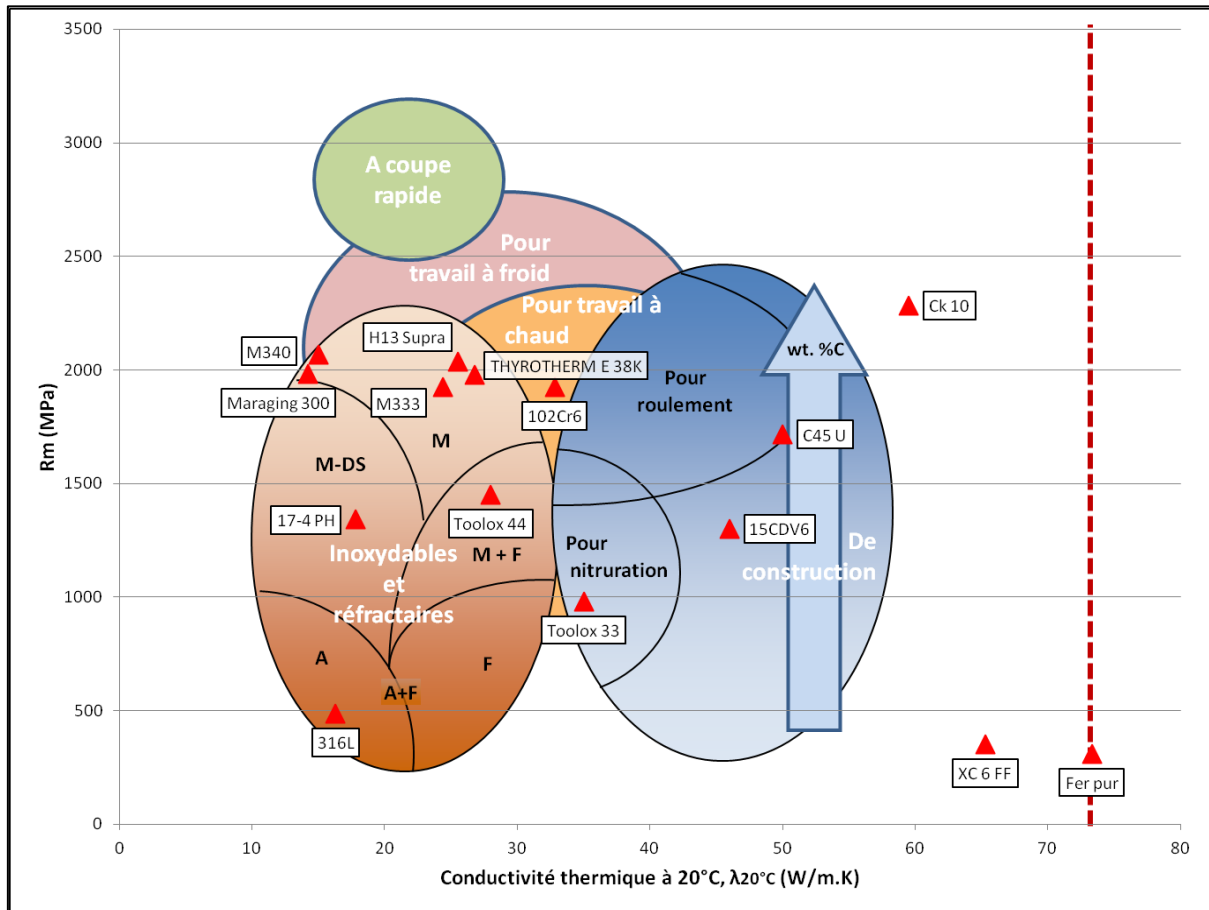 3500
3000
2500
2000
1500
1000
500
0
Rm (MPa)
A coupe
rapide
Pour
travail à froid
Pour travail à
chaud
H13 Supra
M340
THYROTHERM E 38K
Maraging 300
M333
102Cr6
Pour
roulement
wt. %C
Ck 10
C45 U
M
M-DS
17-4 PH
Toolox 44
15CDV6
Inoxydables
et
réfractaires
M + F
Pour
nitruration
De
construction
Toolox 33
A
F
A+F
316L
XC 6 FF
Fer pur
0 10 20 30 40 50 60 70 80
Conductivité thermique à 20°C, λ20°C (W/m.K)